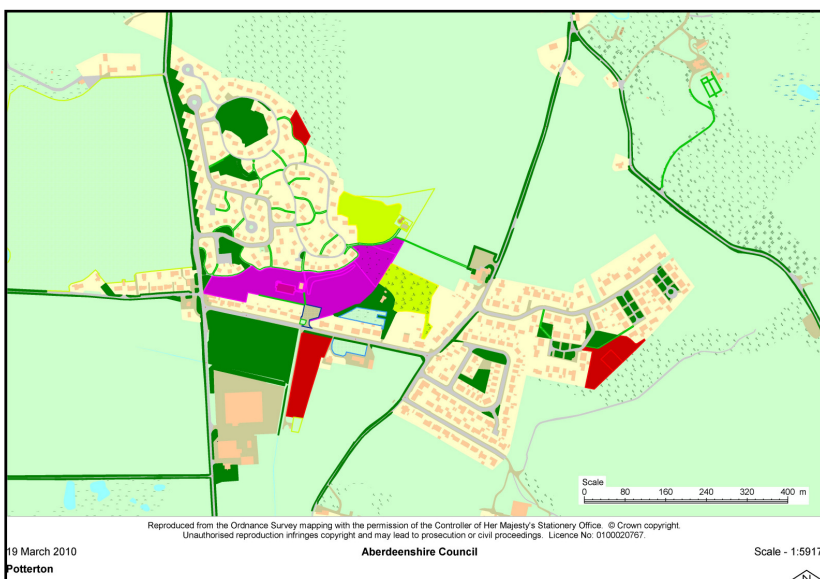 Scale
0 80 160 240 320 400 m
Reproduced from the Ordnance Survey mapping with the permission of the Controller of Her Majesty's Stationery Office. © Crown copyright.
Unauthorised reproduction infringes copyright and may lead to prosecution or civil proceedings. Licence No: 0100020767.
19 March 2010 Aberdeenshire Council Scale - 1:5917
Potterton N